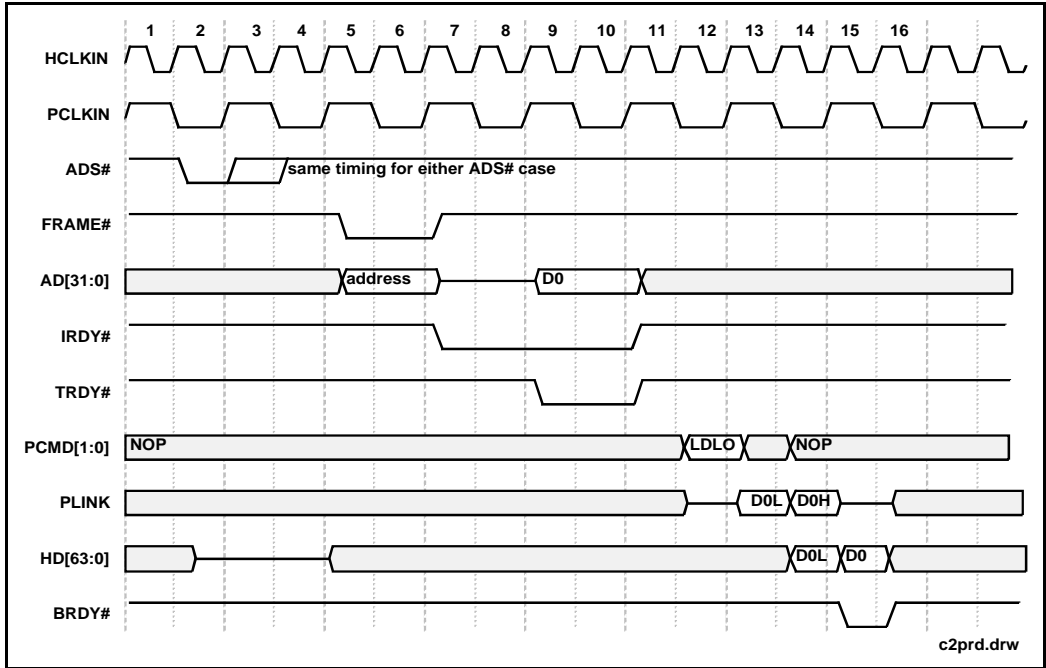 1 2 3 4 5 6 7 8 9 10 11 12 13 14 15 16
HCLKIN
PCLKIN
ADS# same timing for either ADS# case
FRAME#
AD[31:0] address D0
IRDY#
TRDY#
PCMD[1:0] NOP LDLO NOP
PLINK D0L D0H
HD[63:0] D0L D0
BRDY#
c2prd.drw